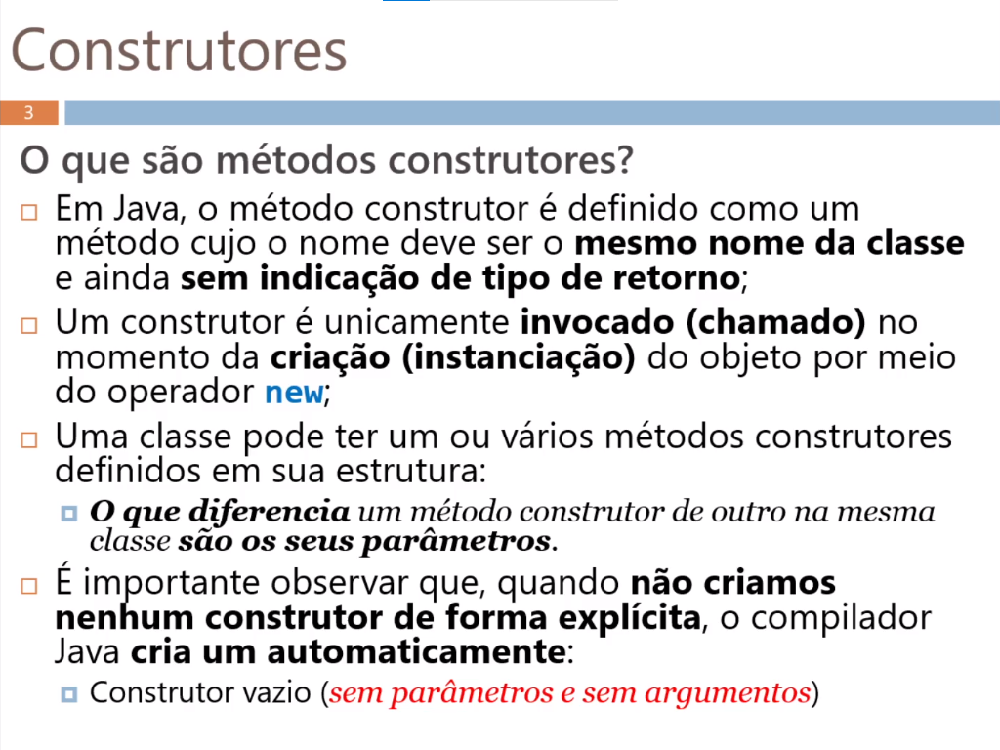 Construtores
3
O que são métodos construtores?
Em Java, o método construtor é definido como um
método cujo o nome deve ser o mesmo nome da classe
e ainda sem indicação de tipo de retorno;
Um construtor é unicamente invocado (chamado) no
momento da criação (instanciação) do objeto por meio
do operador new;
Uma classe pode ter um ou vários métodos construtores
definidos em sua estrutura:
O que diferencia um método construtor de outro na mesma
classe são os seus parâmetros.
É importante observar que, quando não criamos
nenhum construtor de forma explícita, o compilador
Java cria um automaticamente:
Construtor vazio (sem parâmetros e sem argumentos)